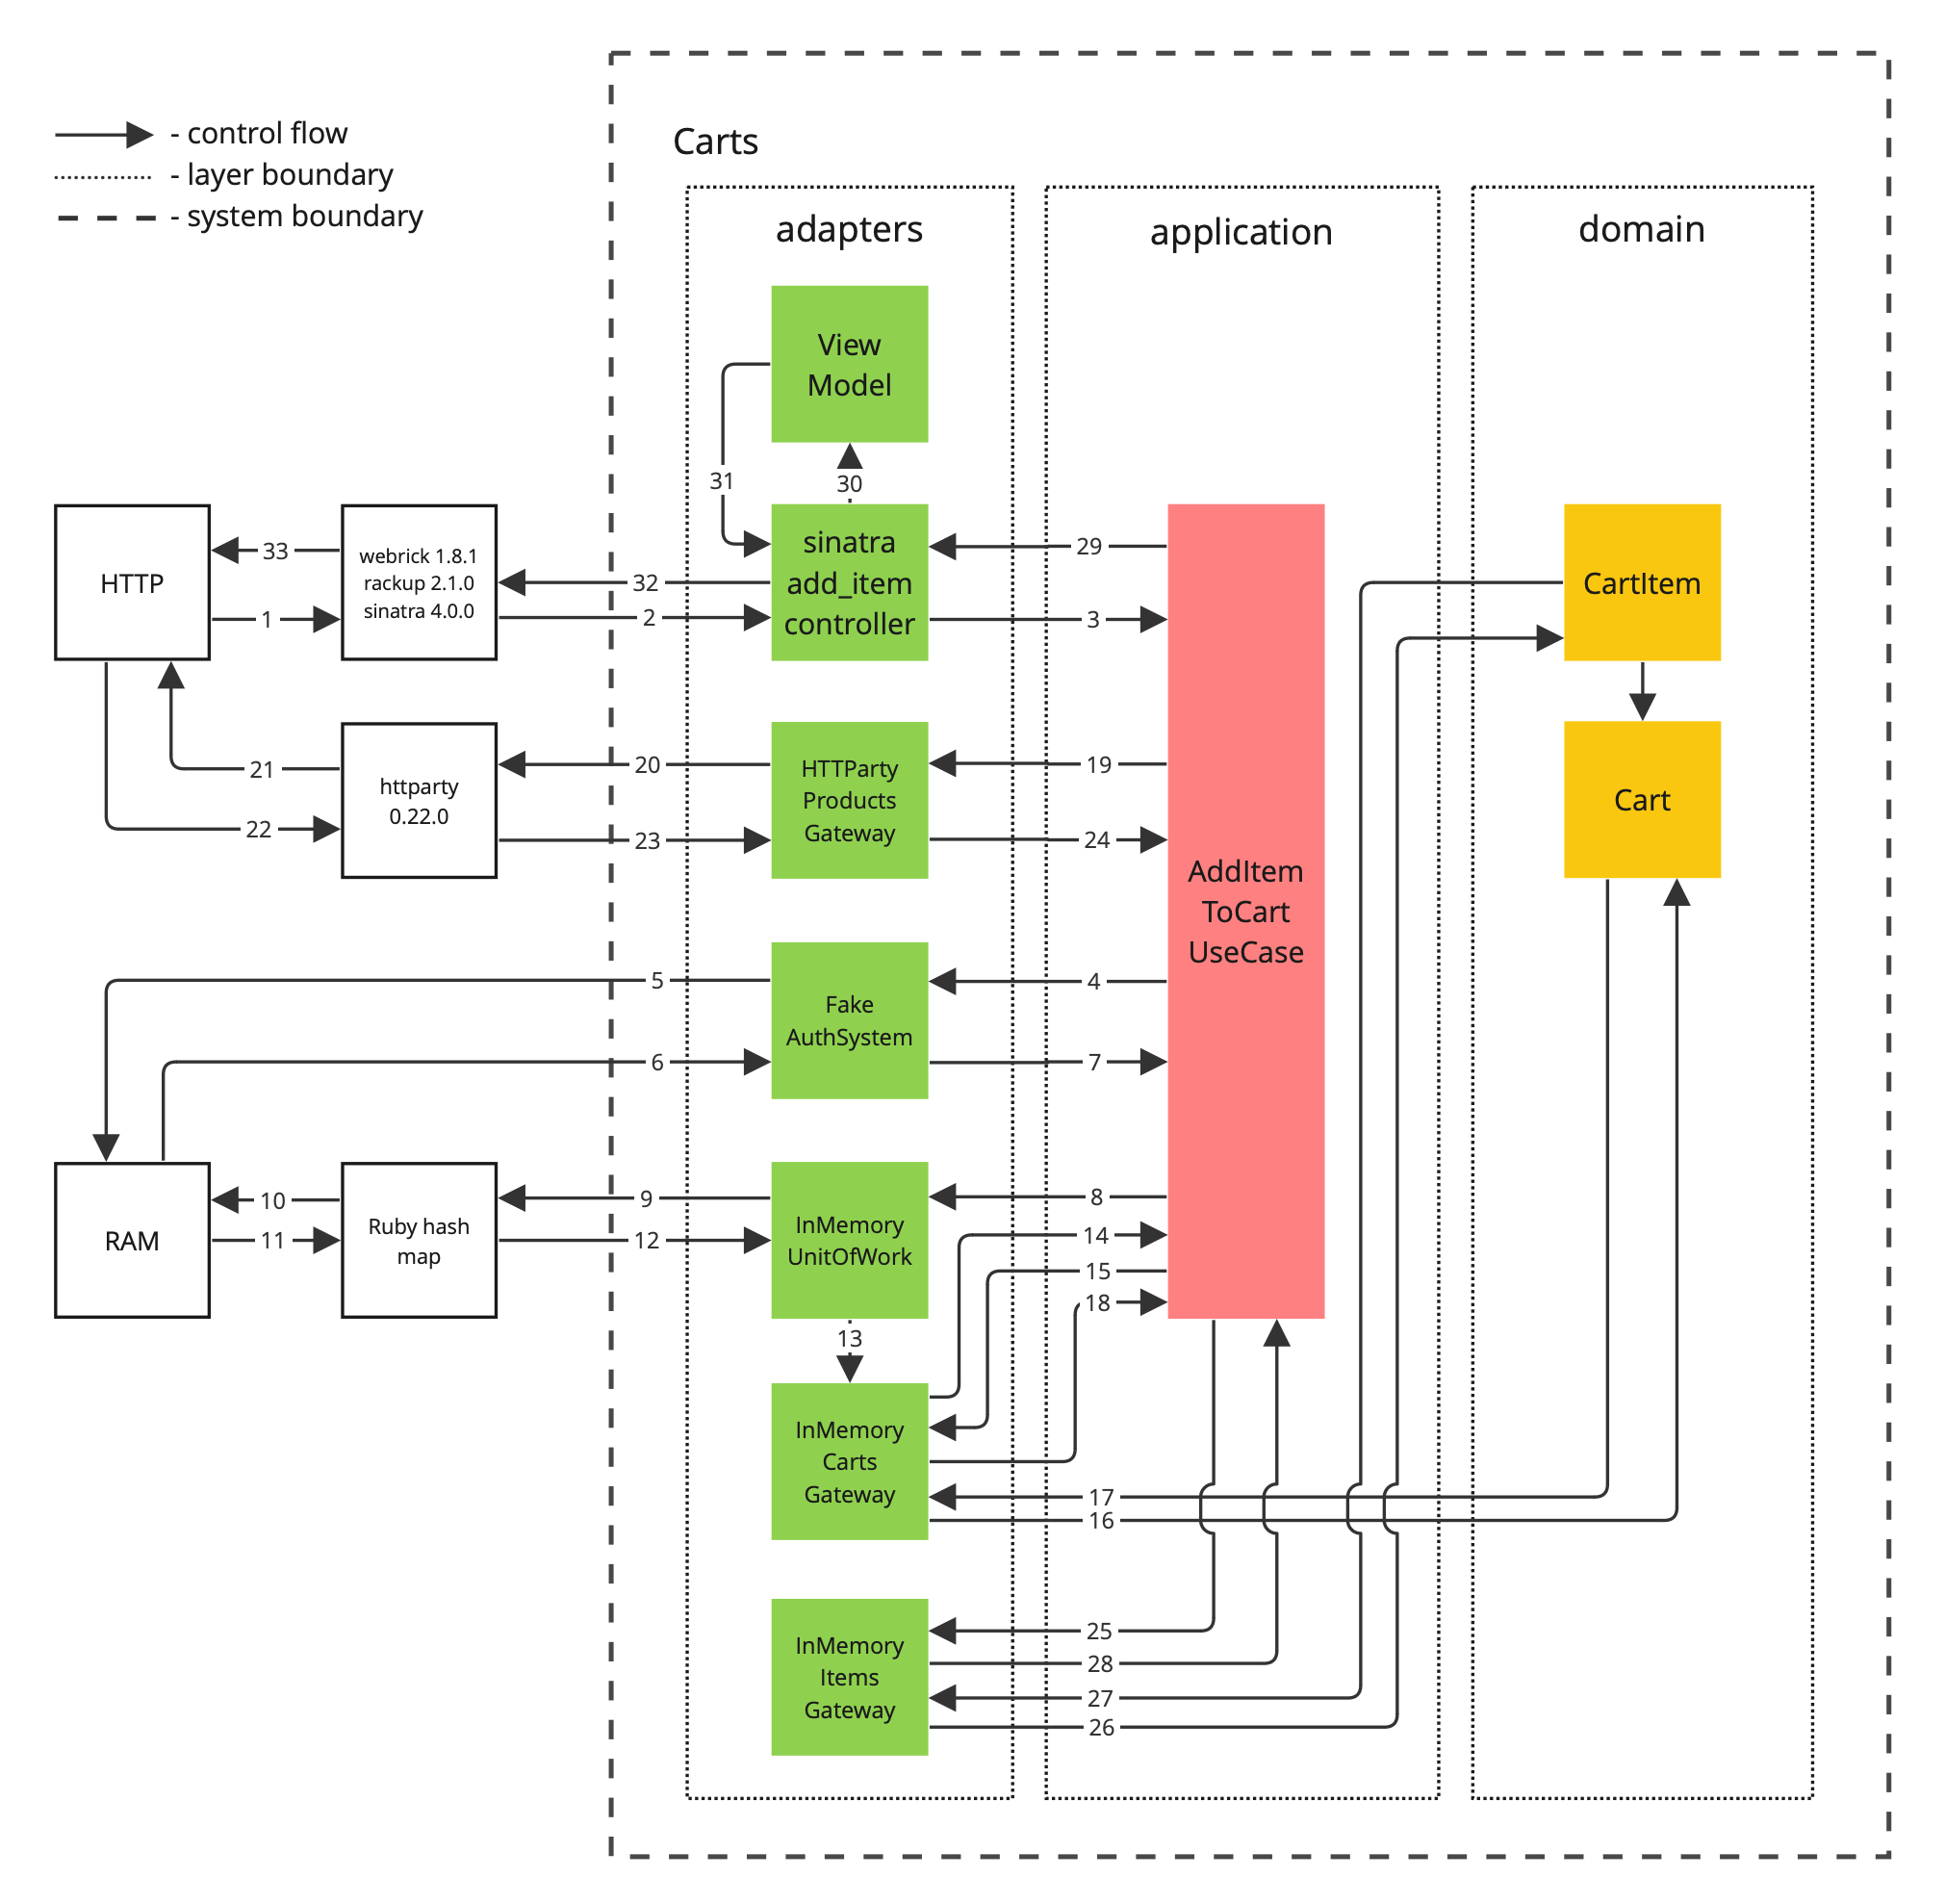 - control flow
- layer boundary
- system boundary
Carts
adapters
application
domain
View
Model
31
30
HTTP
33
1
webrick 1.8.1
rackup 2.1.0
sinatra 4.0.0
32
2
sinatra
add_item
controller
29
3
CartItem
21
22
httparty
0.22.0
20
23
HTTParty
Products
Gateway
19
24
Cart
AddItem
ToCart
UseCase
5
6
Fake
AuthSystem
4
7
RAM
10
11
Ruby hash
map
9
12
InMemory
UnitOfWork
8
14
15
18
13
InMemory
Carts
Gateway
17
16
InMemory
Items
Gateway
25
28
27
26